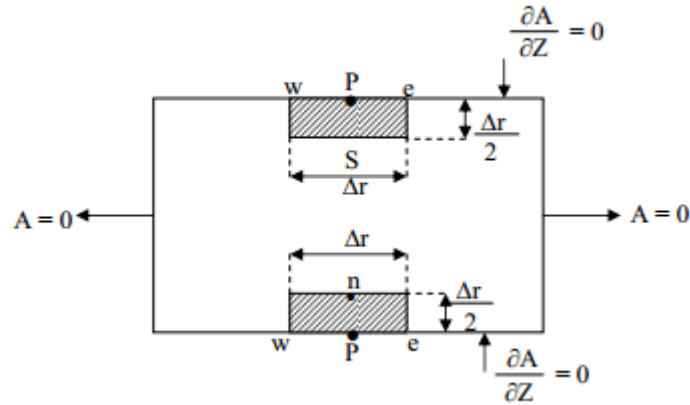 ∂A/∂Z = 0
w P e
Δr/2
S
Δr
A = 0
A = 0
Δr
n
Δr/2
w P e
∂A/∂Z = 0